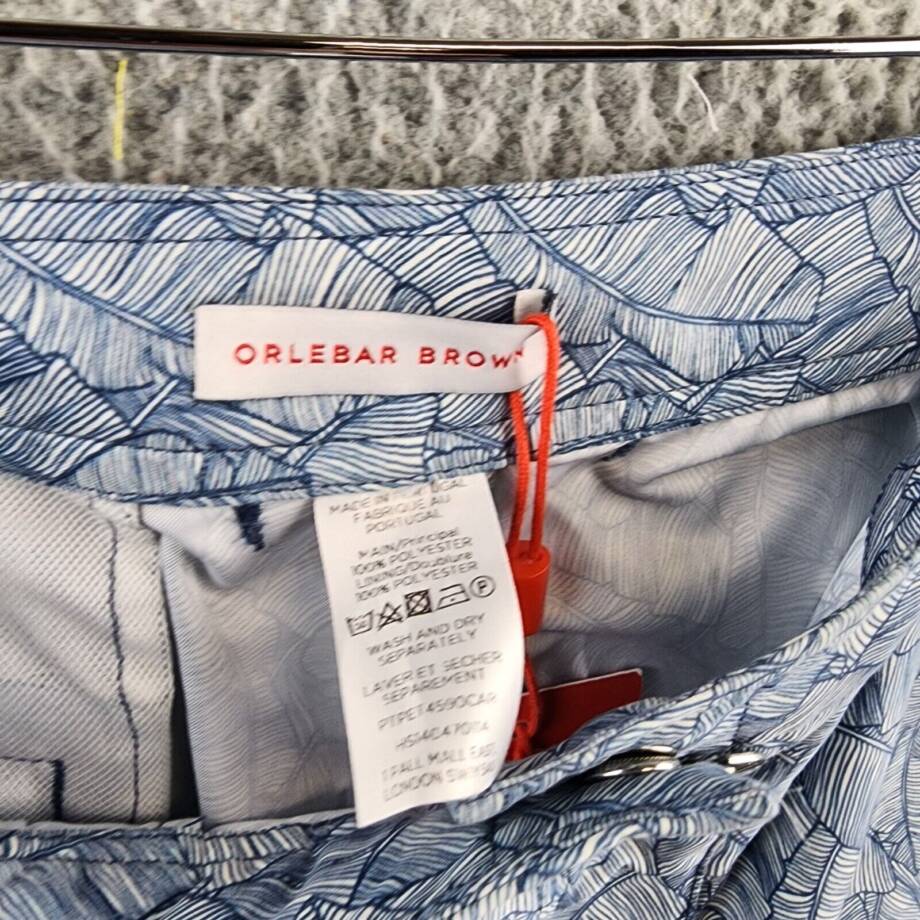 ORLEBAR BROWN
MADE IN PORTUGAL
FABRIQUE AU
PORTUGAL
MAIN/Principal
100% POLYESTER
LINING/Doublure
100% POLYESTER
P
WASH AND DRY
SEPARATELY
LAVER ET SECHER
SEPAREMENT
1 PALL MALL EAST,